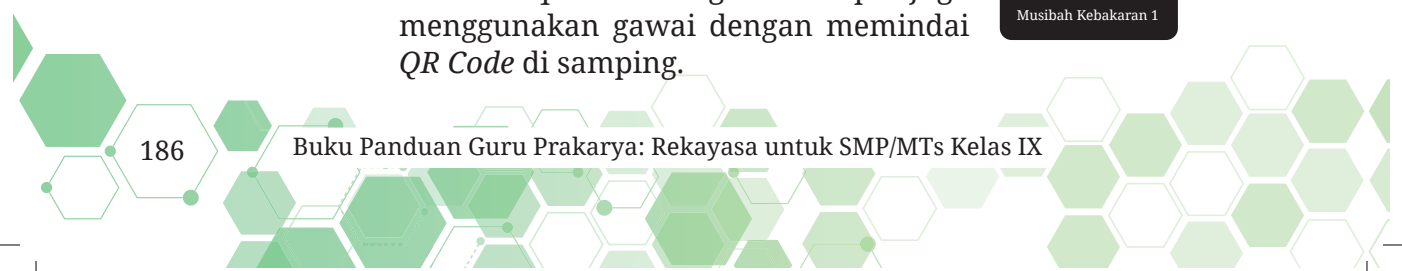 menggunakan gawai dengan memindai
QR Code di samping.
Musibah Kebakaran 1
186
Buku Panduan Guru Prakarya: Rekayasa untuk SMP/MTs Kelas IX